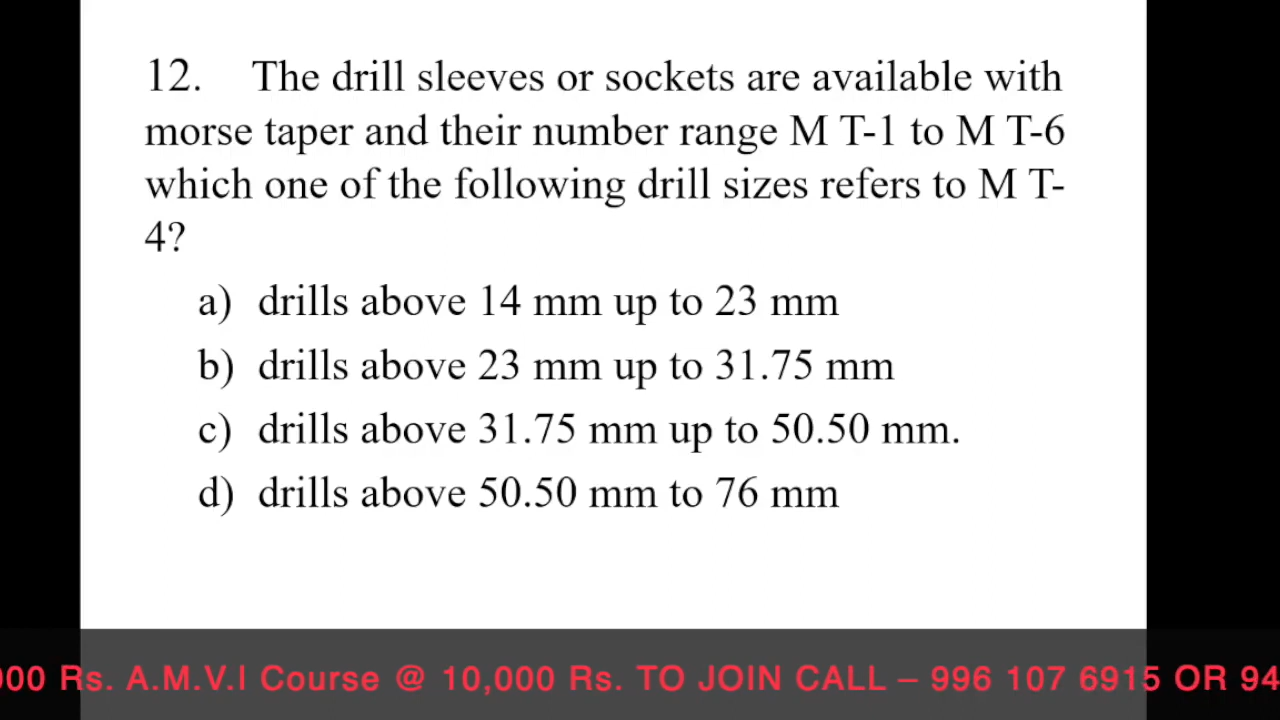 12. The drill sleeves or sockets are available with
morse taper and their number range M T-1 to M T-6
which one of the following drill sizes refers to M T-
4?
a) drills above 14 mm up to 23 mm
b) drills above 23 mm up to 31.75 mm
c) drills above 31.75 mm up to 50.50 mm.
d) drills above 50.50 mm to 76 mm
00 Rs. A.M.V.I Course @ 10,000 Rs. TO JOIN CALL – 996 107 6915 OR 94